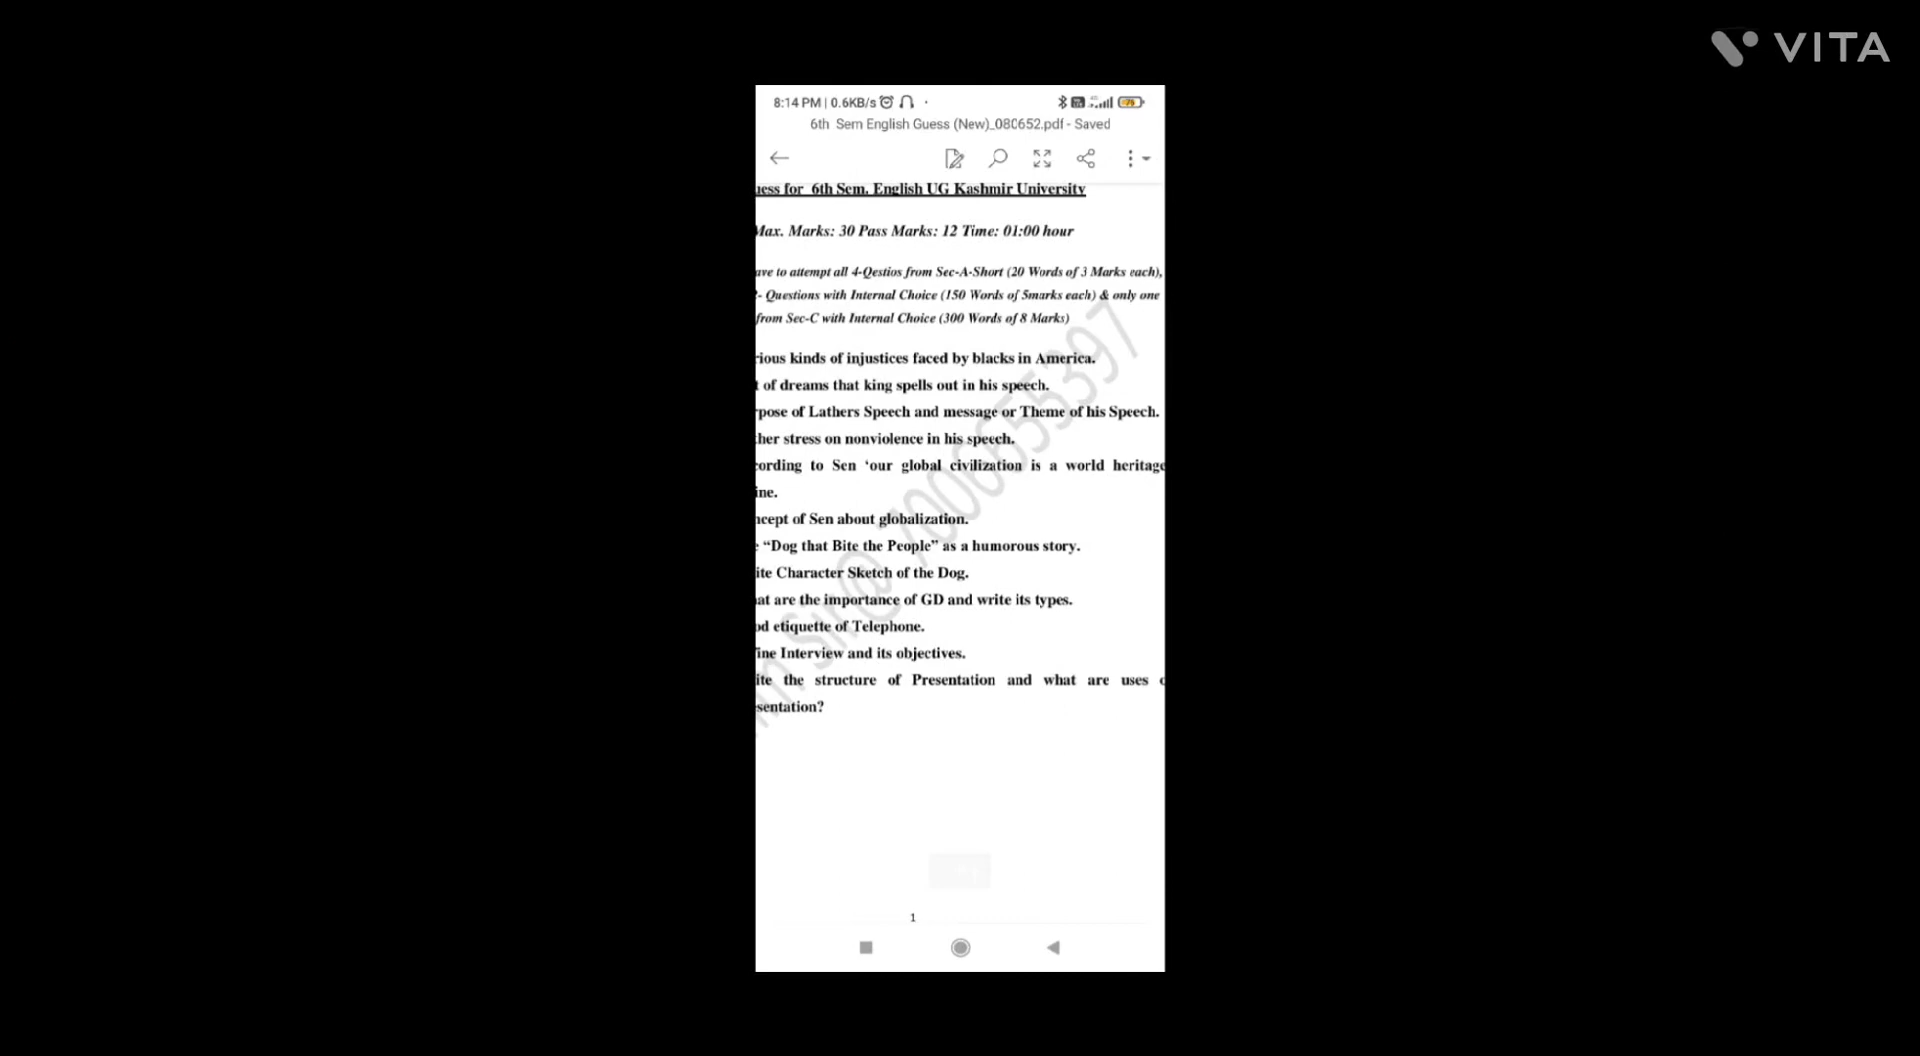 VITA
8:14 PM | 0.6KB/s
6th Sem English Guess (New)_080652.pdf - Saved
uess for 6th Sem. English UG Kashmir University
Max. Marks: 30 Pass Marks: 12 Time: 01:00 hour
ave to attempt all 4-Qestios from Sec-A-Short (20 Words of 3 Marks each),
- Questions with Internal Choice (150 Words of 5marks each) & only one
from Sec-C with Internal Choice (300 Words of 8 Marks)
rious kinds of injustices faced by blacks in America.
t of dreams that king spells out in his speech.
rpose of Lathers Speech and message or Theme of his Speech.
ther stress on nonviolence in his speech.
cording to Sen ‘our global civilization is a world heritage
ine.
ncept of Sen about globalization.
e “Dog that Bite the People” as a humorous story.
ite Character Sketch of the Dog.
at are the importance of GD and write its types.
od etiquette of Telephone.
fine Interview and its objectives.
ite the structure of Presentation and what are uses o
sentation?
Sir@ 7006655397
1